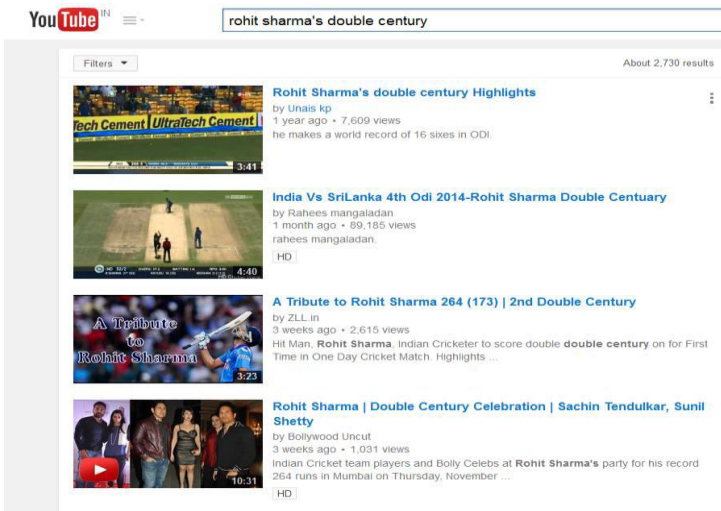 YouTube IN
rohit sharma's double century
Filters
About 2,730 results
Rohit Sharma's double century Highlights
by Unais kp
1 year ago • 7,609 views
he makes a world record of 16 sixes in ODI.
Tech Cement UltraTech Cement
3:41
India Vs SriLanka 4th Odi 2014-Rohit Sharma Double Centuary
by Rahees mangaladan
1 month ago • 89,185 views
rahees mangaladan.
HD
4:40
A Tribute to Rohit Sharma 264 (173) | 2nd Double Century
by ZLL.in
3 weeks ago • 2,615 views
Hit Man, Rohit Sharma, Indian Cricketer to score double double century on for First
Time in One Day Cricket Match. Highlights ...
A Tribute
to
Rohit Sharma
3:23
Rohit Sharma | Double Century Celebration | Sachin Tendulkar, Sunil
Shetty
by Bollywood Uncut
3 weeks ago • 1,031 views
Indian Cricket team players and Bolly Celebs at Rohit Sharma's party for his record
264 runs in Mumbai on Thursday, November ...
HD
10:31